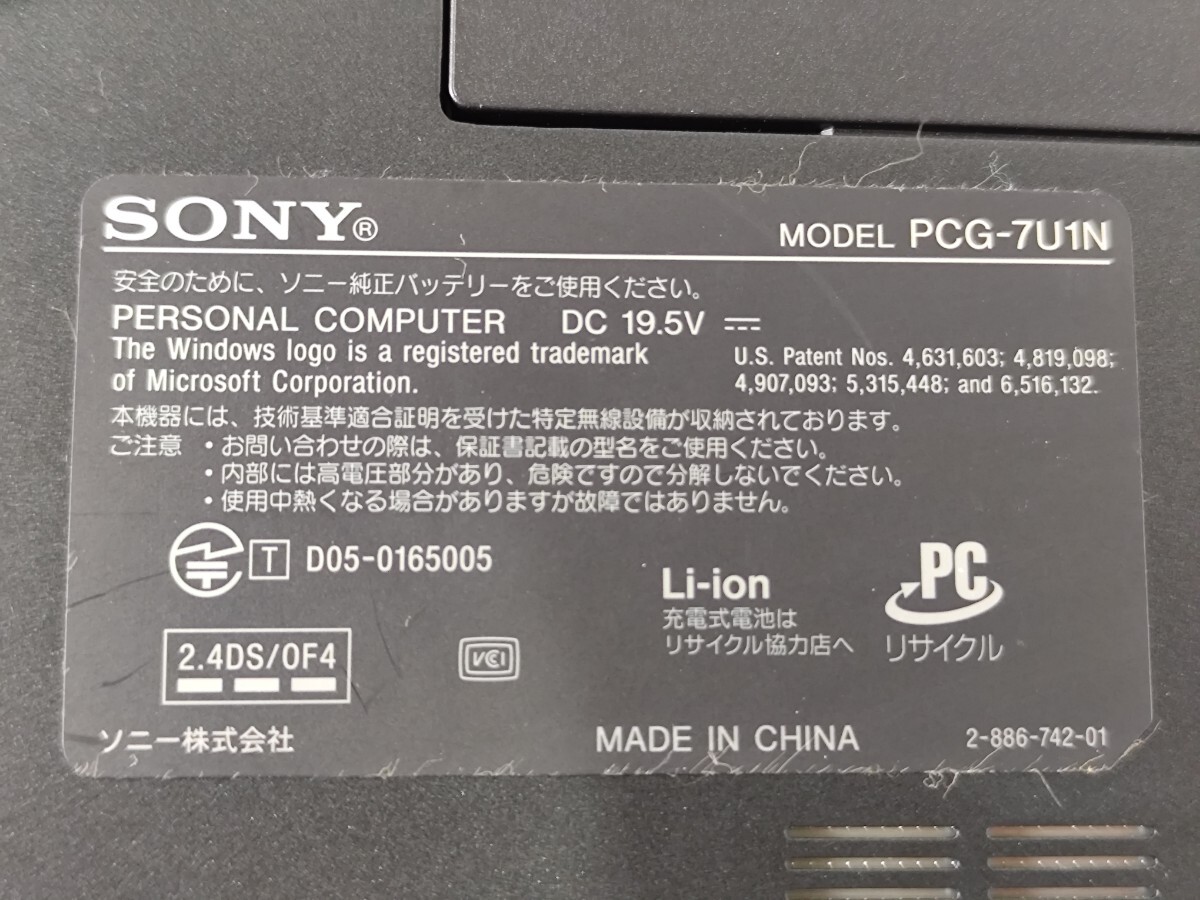 SONY®
MODEL PCG-7U1N
安全のために、ソニー純正バッテリーをご使用ください。
PERSONAL COMPUTER DC 19.5V ⎓
The Windows logo is a registered trademark
of Microsoft Corporation.
U.S. Patent Nos. 4,631,603; 4,819,098;
4,907,093; 5,315,448; and 6,516,132.
本機器には、技術基準適合証明を受けた特定無線設備が収納されております。
ご注意 ・お問い合わせの際は、保証書記載の型名をご使用ください。
・内部には高電圧部分があり、危険ですので分解しないでください。
・使用中熱くなる場合がありますが故障ではありません。
T D05-0165005
2.4DS/OF4
VCI
Li-ion
充電式電池は
リサイクル協力店へ
PC
リサイクル
ソニー株式会社
MADE IN CHINA
2-886-742-01